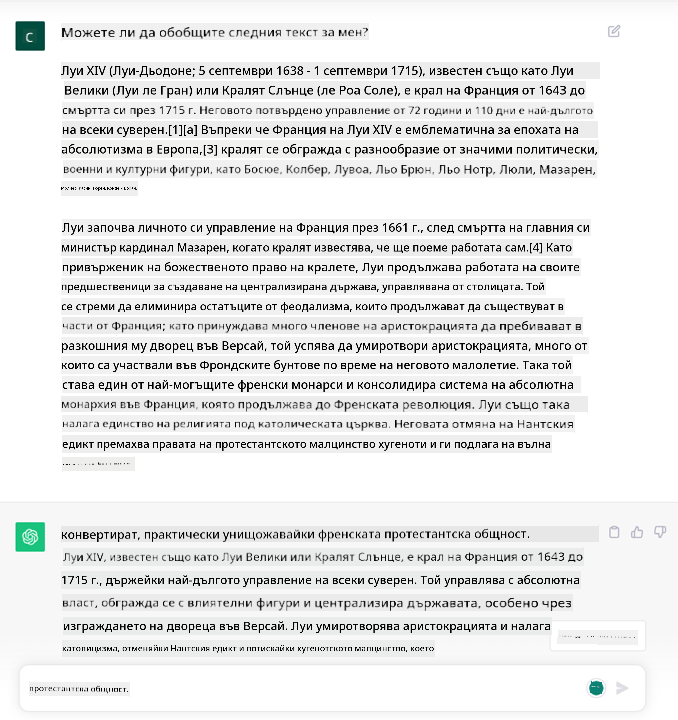 C
Можете ли да обобщите следния текст за мен?
Луи XIV (Луи-Дьодоне; 5 септември 1638 - 1 септември 1715), известен също като Луи
Велики (Луи ле Гран) или Кралят Слънце (ле Роа Соле), е крал на Франция от 1643 до
смъртта си през 1715 г. Неговото потвърдено управление от 72 години и 110 дни е най-дългото
на всеки суверен.[1][a] Въпреки че Франция на Луи XIV е емблематична за епохата на
абсолютизма в Европа,[3] кралят се обгражда с разнообразие от значими политически,
военни и културни фигури, като Босюе, Колбер, Лувоа, Льо Брюн, Льо Нотр, Люли, Мазарен,
Луи започва личното си управление на Франция през 1661 г., след смъртта на главния си
министър кардинал Мазарен, когато кралят известява, че ще поеме работата сам.[4] Като
привърженик на божественото право на кралете, Луи продължава работата на своите
предшественици за създаване на централизирана държава, управлявана от столицата. Той
се стреми да елиминира остатъците от феодализма, които продължават да съществуват в
части от Франция; като принуждава много членове на аристокрацията да пребивават в
разкошния му дворец във Версай, той успява да умиротвори аристокрацията, много от
които са участвали във Фрондските бунтове по време на неговото малолетие. Така той
става един от най-могъщите френски монарси и консолидира система на абсолютна
монархия във Франция, която продължава до Френската революция. Луи също така
налага единство на религията под католическата църква. Неговата отмяна на Нантския
едикт премахва правата на протестантското малцинство хугеноти и ги подлага на вълна
конвертират, практически унищожавайки френската протестантска общност.
Луи XIV, известен също като Луи Велики или Кралят Слънце, е крал на Франция от 1643 до
1715 г., държейки най-дългото управление на всеки суверен. Той управлява с абсолютна
власт, обгражда се с влиятелни фигури и централизира държавата, особено чрез
изграждането на двореца във Версай. Луи умиротворява аристокрацията и налага
католицизма, отменяйки Нантския едикт и потискайки хугенотското малцинство, което
протестантска общност.